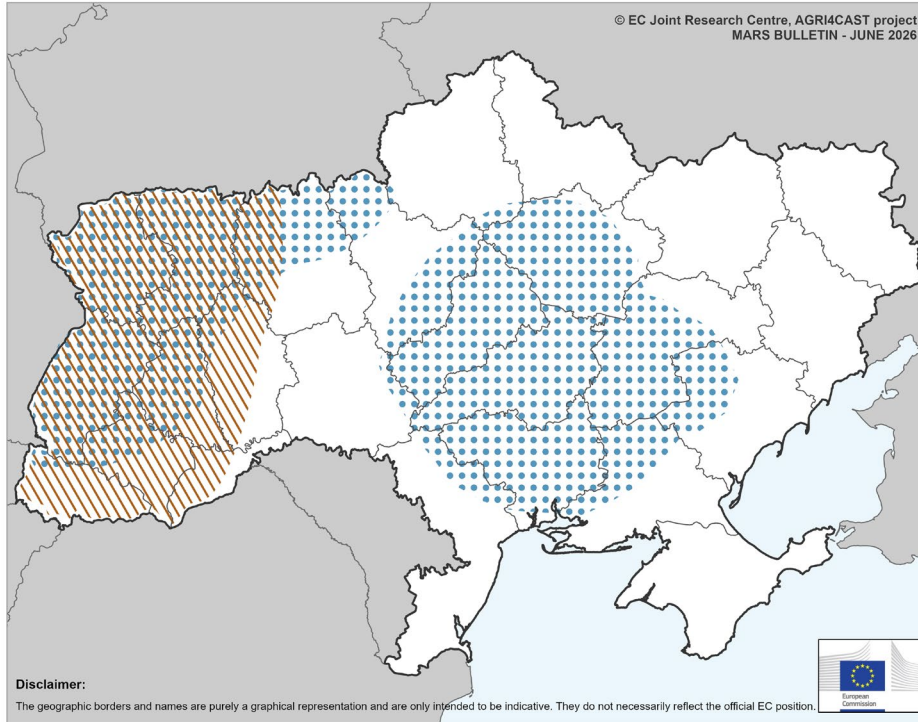 © EC Joint Research Centre, AGRI4CAST project
MARS BULLETIN - JUNE 2026
Disclaimer:
The geographic borders and names are purely a graphical representation and are only intended to be indicative. They do not necessarily reflect the official EC position.
European
Commission